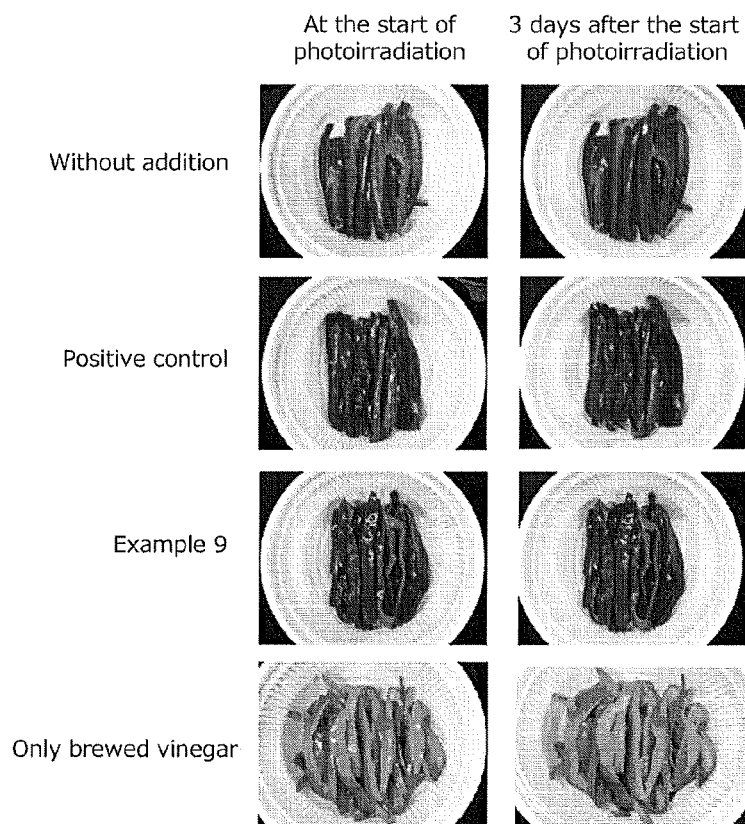 At the start of
photoirradiation
3 days after the start
of photoirradiation
Without addition
Positive control
Example 9
Only brewed vinegar